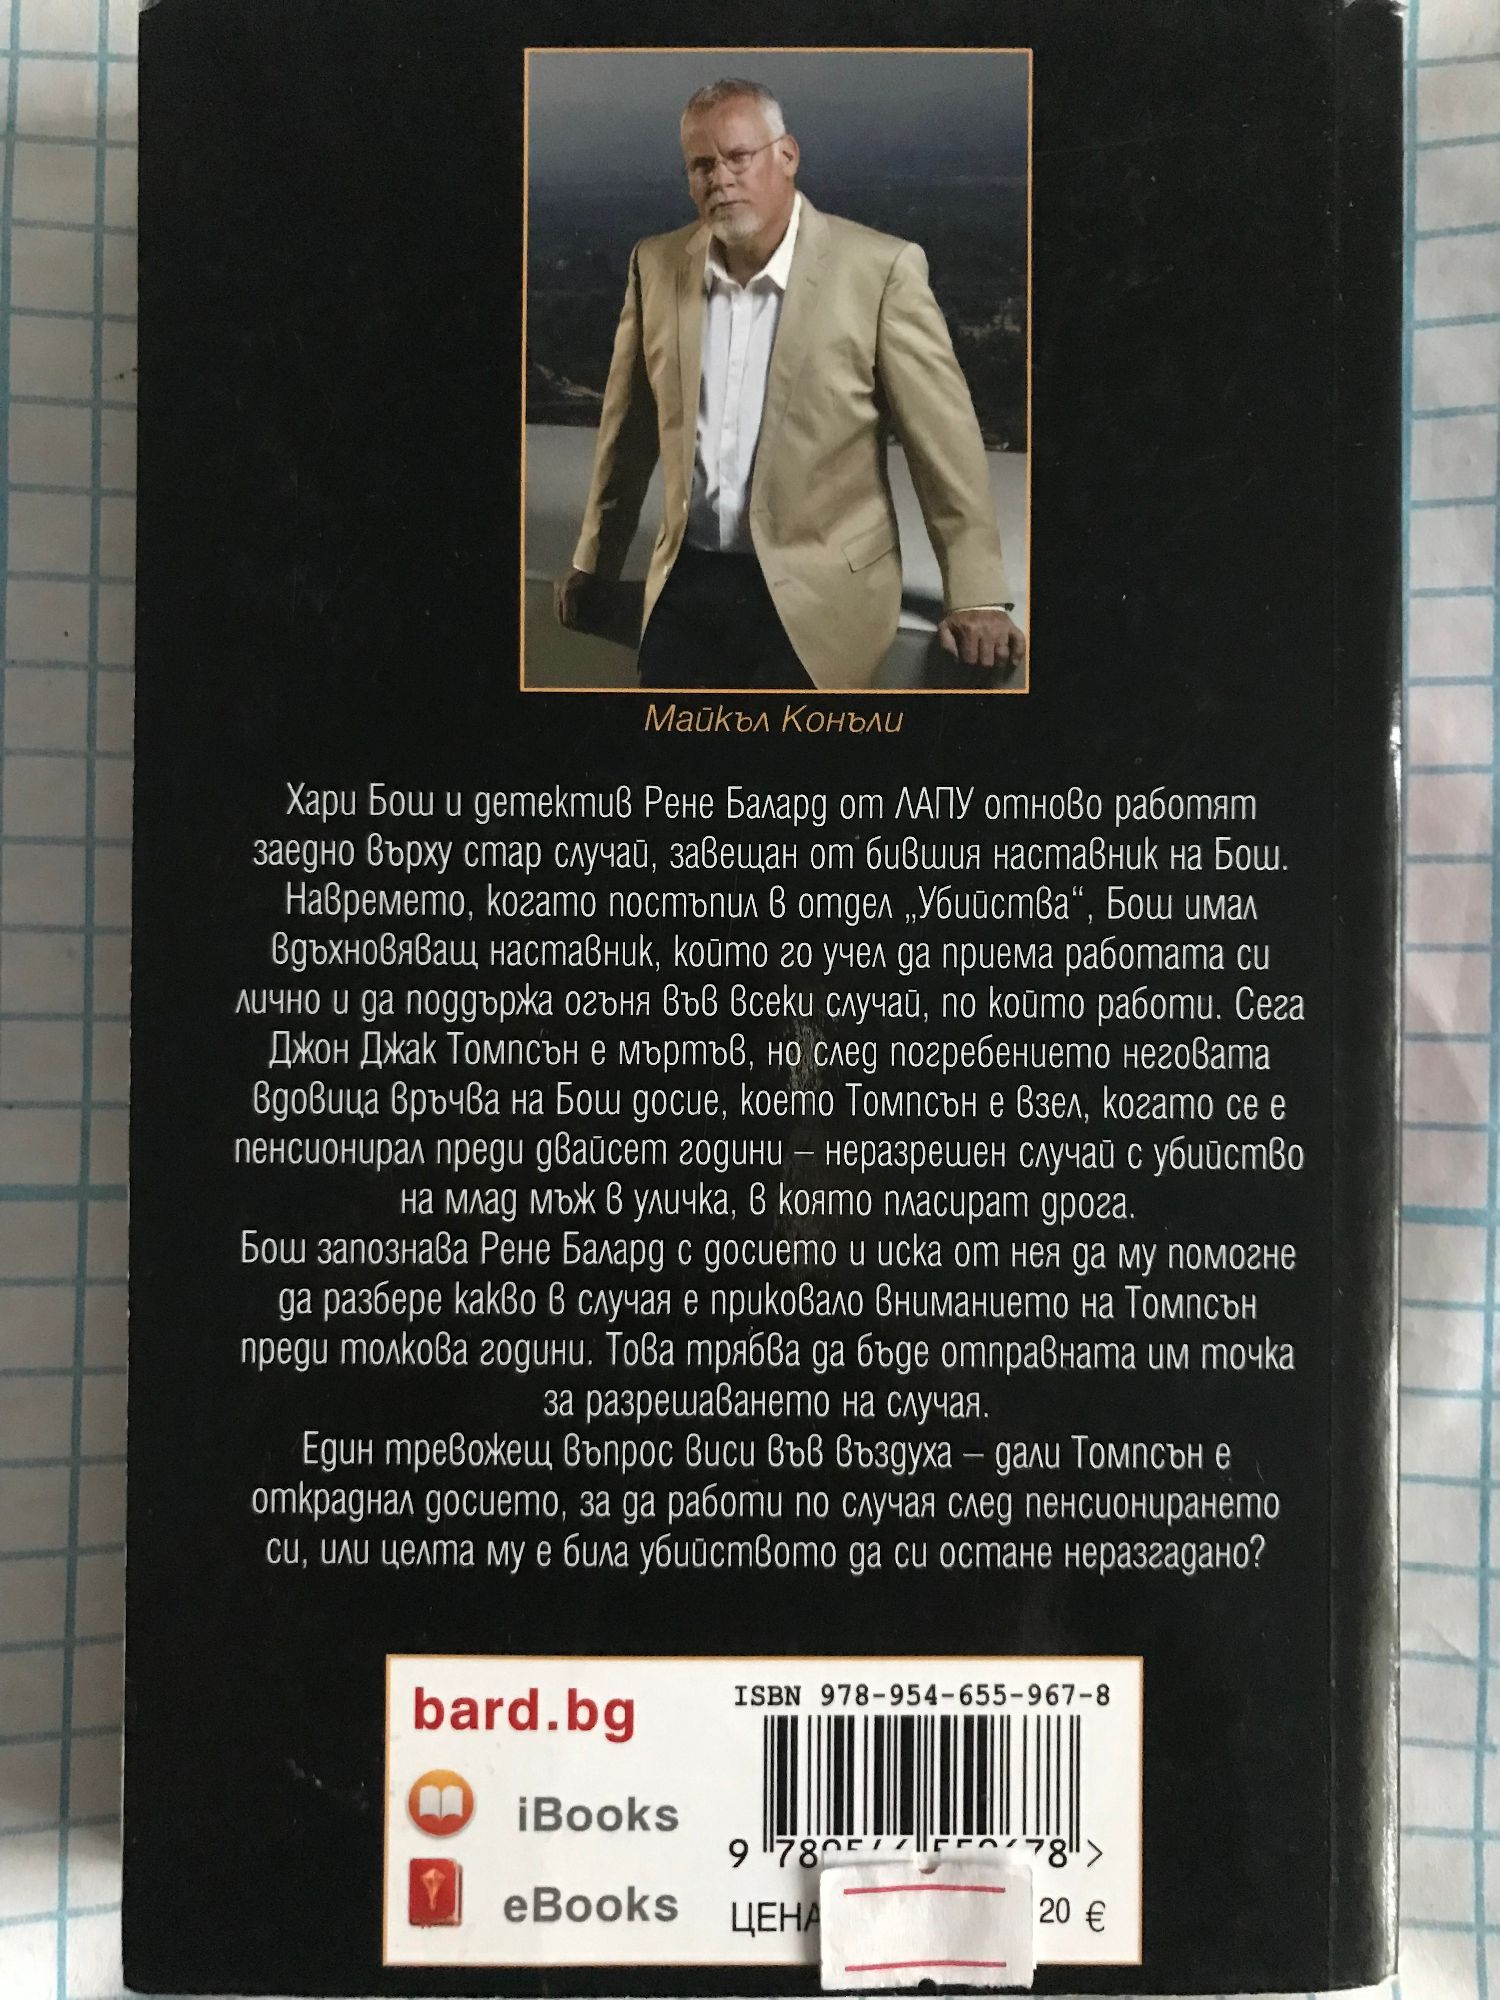 Майкъл Конъли
Хари Бош и детектив Рене Балард от ЛАПУ отново работят
заедно върху стар случай, завещан от бившия наставник на Бош.
Навремето, когато постъпил в отдел „Убийства“, Бош имал
вдъхновяващ наставник, който го учел да приема работата си
лично и да поддържа огъня във всеки случай, по който работи. Сега
Джон Джак Томпсън е мъртъв, но след погребението неговата
вдовица връчва на Бош досие, което Томпсън е взел, когато се е
пенсионирал преди двайсет години – неразрешен случай с убийство
на млад мъж в уличка, в която пласират дрога.
Бош запознава Рене Балард с досието и иска от нея да му помогне
да разбере какво в случая е приковало вниманието на Томпсън
преди толкова години. Това трябва да бъде отправната им точка
за разрешаването на случая.
Един тревожещ въпрос виси във въздуха – дали Томпсън е
откраднал досието, за да работи по случая след пенсионирането
си, или целта му е била убийството да си остане неразгадано?
bard.bg
iBooks
eBooks
ISBN 978-954-655-967-8
ЦЕНА 20 €